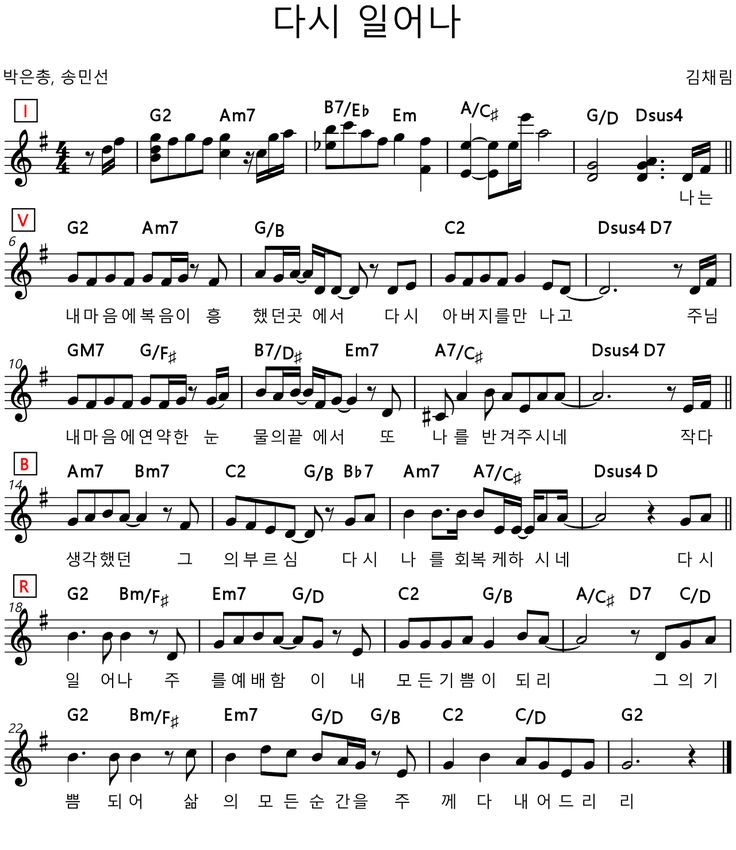 다시 일어나
박은총, 송민선 김채림
I
G2 Am7 B7/E♭ Em A/C♯ G/D Dsus4
나는
V
G2 Am7 G/B C2 Dsus4 D7
6
내마음에복음이 흥 했던곳 에서 다시 아버지를만 나고 주님
GM7 G/F♯ B7/D♯ Em7 A7/C♯ Dsus4 D7
10
내마음에연약한 눈 물의끝 에서 또 나를 반겨주시네 작다
B
Am7 Bm7 C2 G/B B♭7 Am7 A7/C♯ Dsus4 D
14
생각했던 그 의부르심 다시 나를 회복케하 시네 다시
R
G2 Bm/F♯ Em7 G/D C2 G/B A/C♯ D7 C/D
18
일 어나 주 를예배함 이 내 모든기쁨이 되리 그의기
G2 Bm/F♯ Em7 G/D G/B C2 C/D G2
22
쁨 되어 삶 의 모든순간을 주 께 다 내어드리 리